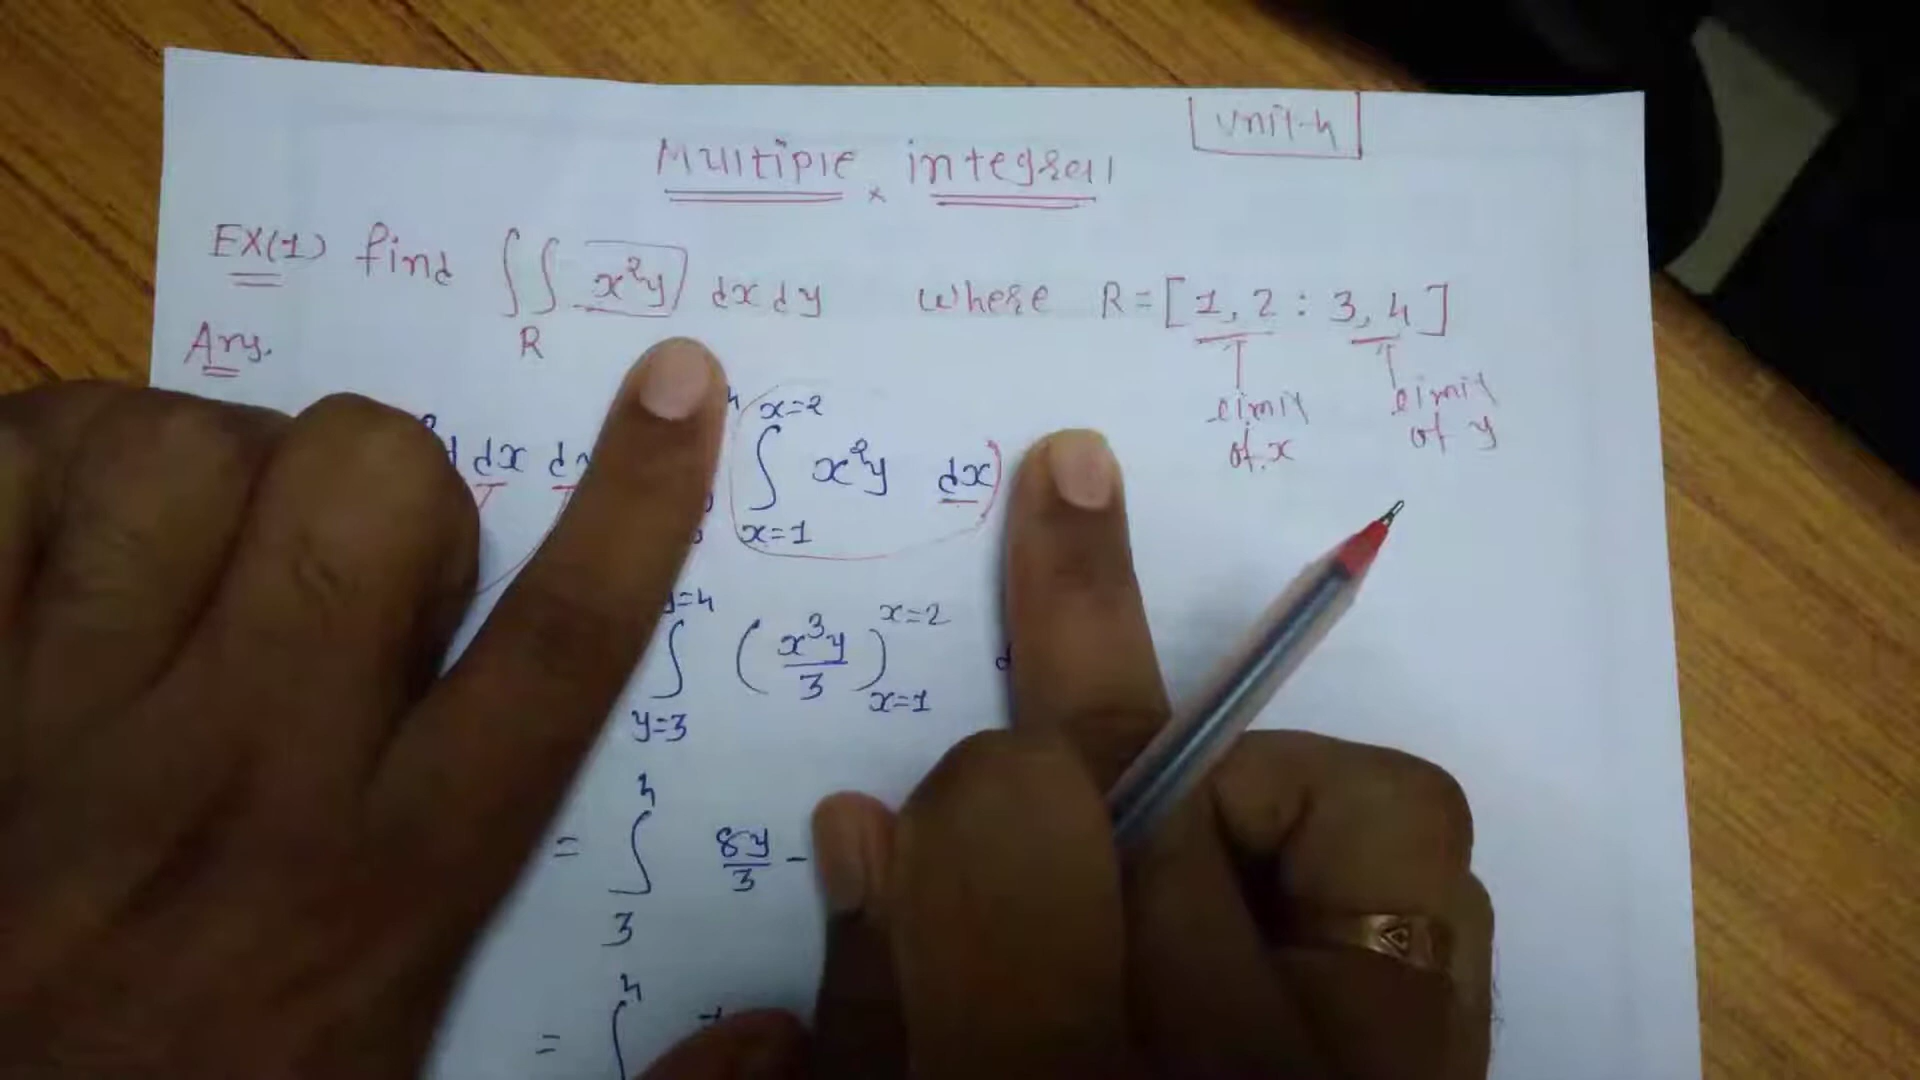 Unit-4
Multiple integral
EX(1) find ∫∫ x²y dx dy where R = [1, 2 : 3, 4]
R
Ans.
limit of x
limit of y
x=2
∫ x²y dx
x=1
dx
y=4
∫ (x³y/3) x=2 x=1
y=3
4
= ∫ 8y/3 -
3
4
= ∫